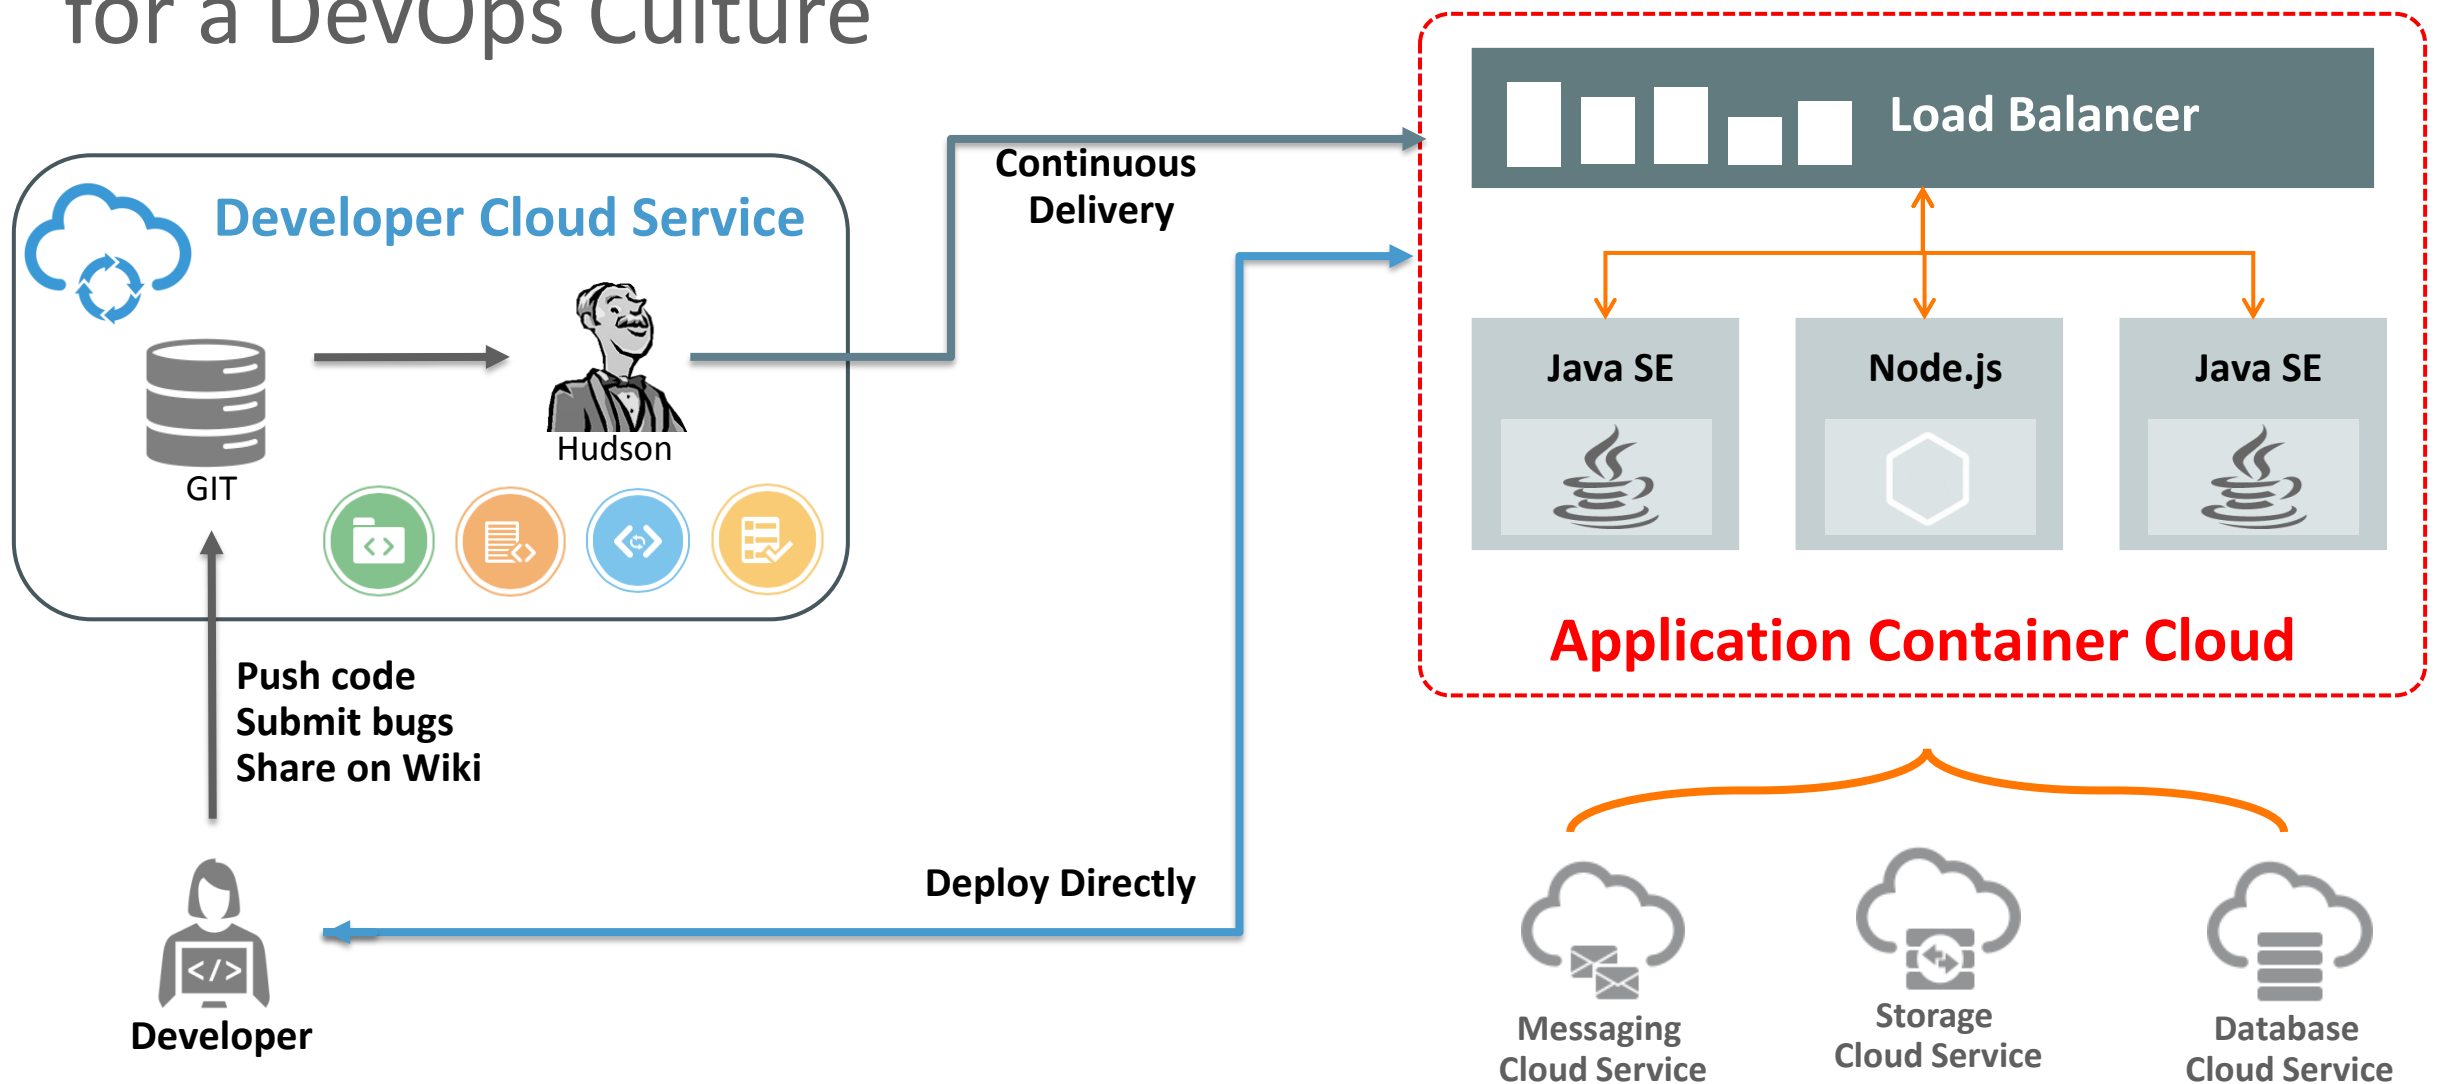 for a DevOps Culture
Developer Cloud Service
GIT
Hudson
Push code
Submit bugs
Share on Wiki
Developer
Continuous
Delivery
Deploy Directly
Load Balancer
Java SE
Node.js
Java SE
Application Container Cloud
</>
Messaging
Cloud Service
Storage
Cloud Service
Database
Cloud Service